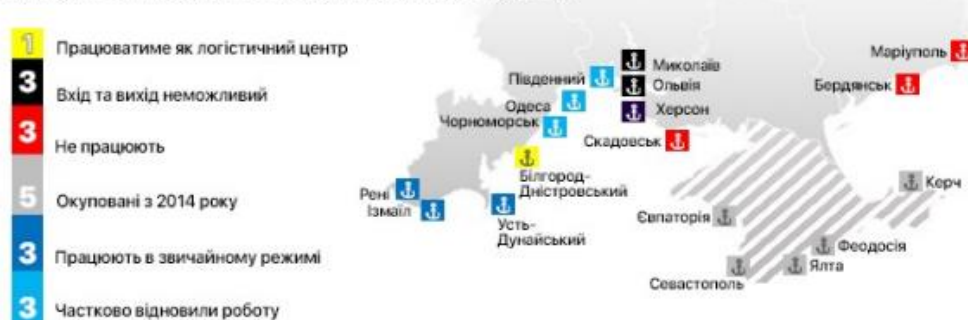 1 Працюватиме як логістичний центр
3 Вхід та вихід неможливий
3 Не працюють
5 Окуповані з 2014 року
3 Працюють в звичайному режимі
3 Частково відновили роботу
Маріуполь
Миколаїв
Південний
Бердянськ
Ольвія
Одеса
Херсон
Чорноморськ
Скадовськ
Білгород-
Дністровський
Рені
Ізмаїл
Керч
Усть-
Дунайський
Євпаторія
Феодосія
Ялта
Севастополь